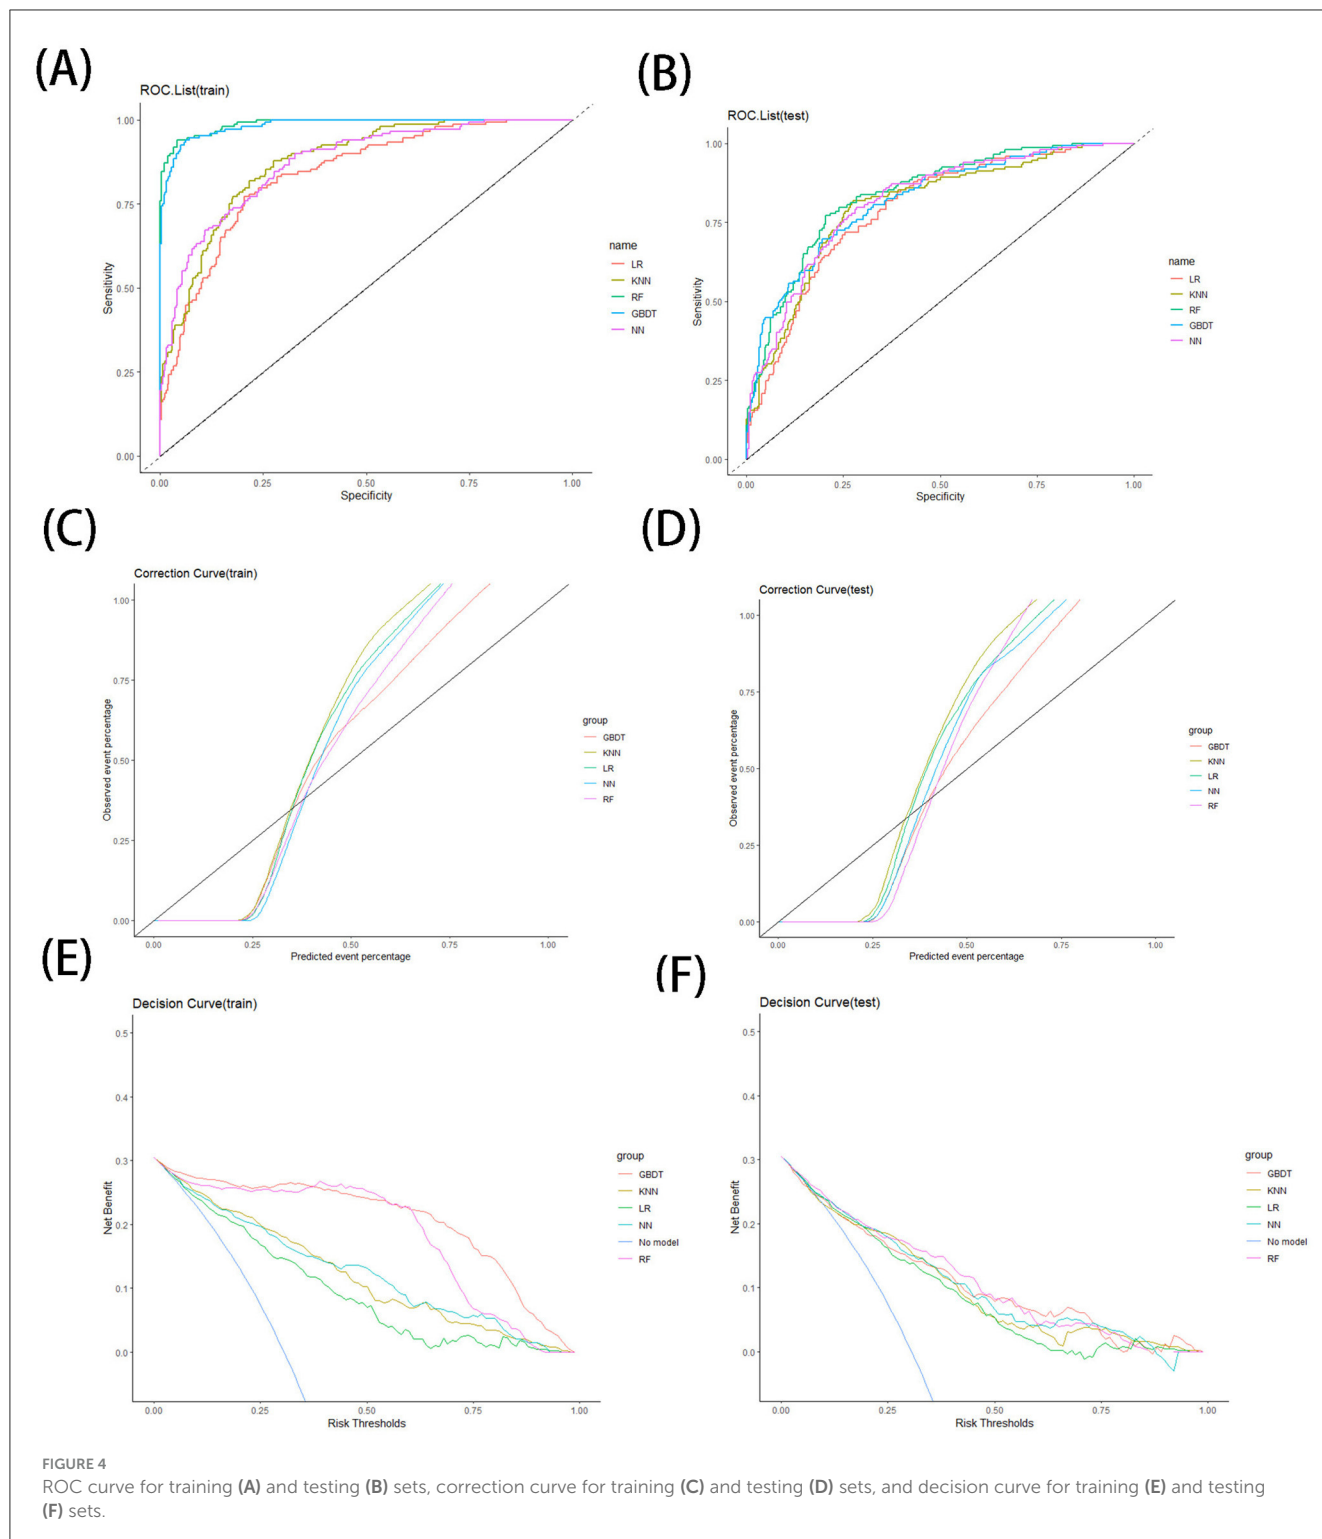 (A)
ROC.List(train)
1.00
0.75
0.50
0.25
0.00
Sensitivity
0.00 0.25 0.50 0.75 1.00
Specificity
name
LR
KNN
RF
GBDT
NN
(B)
ROC.List(test)
1.00
0.75
0.50
0.25
0.00
Sensitivity
0.00 0.25 0.50 0.75 1.00
Specificity
name
LR
KNN
RF
GBDT
NN
(C)
Correction Curve(train)
1.00
0.75
0.50
0.25
0.00
Observed event percentage
0.00 0.25 0.50 0.75 1.00
Predicted event percentage
group
GBDT
KNN
LR
NN
RF
(D)
Correction Curve(test)
1.00
0.75
0.50
0.25
0.00
Observed event percentage
0.00 0.25 0.50 0.75 1.00
Predicted event percentage
group
GBDT
KNN
LR
NN
RF
(E)
Decision Curve(train)
0.5
0.4
0.3
0.2
0.1
0.0
Net Benefit
0.00 0.25 0.50 0.75 1.00
Risk Thresholds
group
GBDT
KNN
LR
NN
No model
RF
(F)
Decision Curve(test)
0.5
0.4
0.3
0.2
0.1
0.0
Net Benefit
0.00 0.25 0.50 0.75 1.00
Risk Thresholds
group
GBDT
KNN
LR
NN
No model
RF
FIGURE 4
ROC curve for training (A) and testing (B) sets, correction curve for training (C) and testing (D) sets, and decision curve for training (E) and testing
(F) sets.